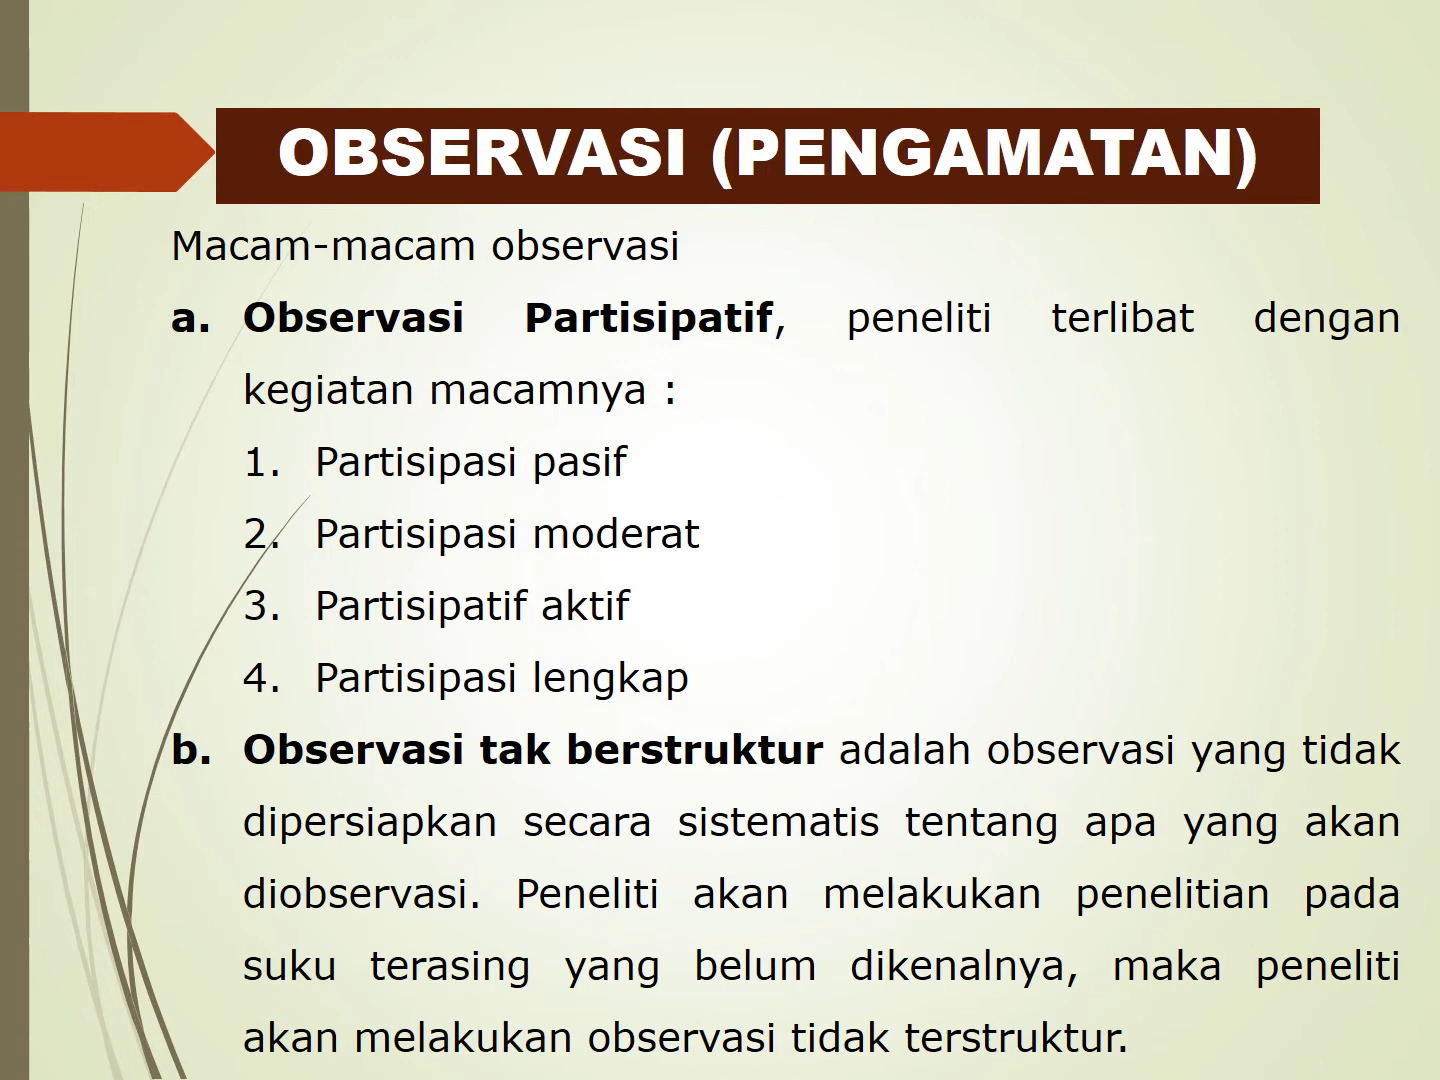 OBSERVASI (PENGAMATAN)
Macam-macam observasi
a. Observasi Partisipatif, peneliti terlibat dengan
kegiatan macamnya :
1. Partisipasi pasif
2. Partisipasi moderat
3. Partisipatif aktif
4. Partisipasi lengkap
b. Observasi tak berstruktur adalah observasi yang tidak
dipersiapkan secara sistematis tentang apa yang akan
diobservasi. Peneliti akan melakukan penelitian pada
suku terasing yang belum dikenalnya, maka peneliti
akan melakukan observasi tidak terstruktur.